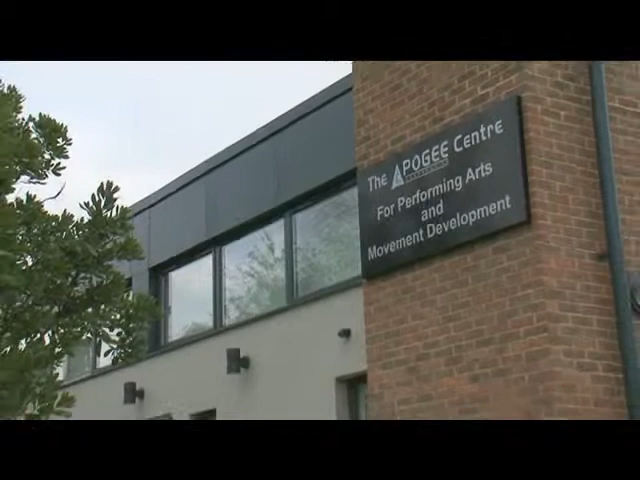 The APOGEE Centre
For Performing Arts
and
Movement Development